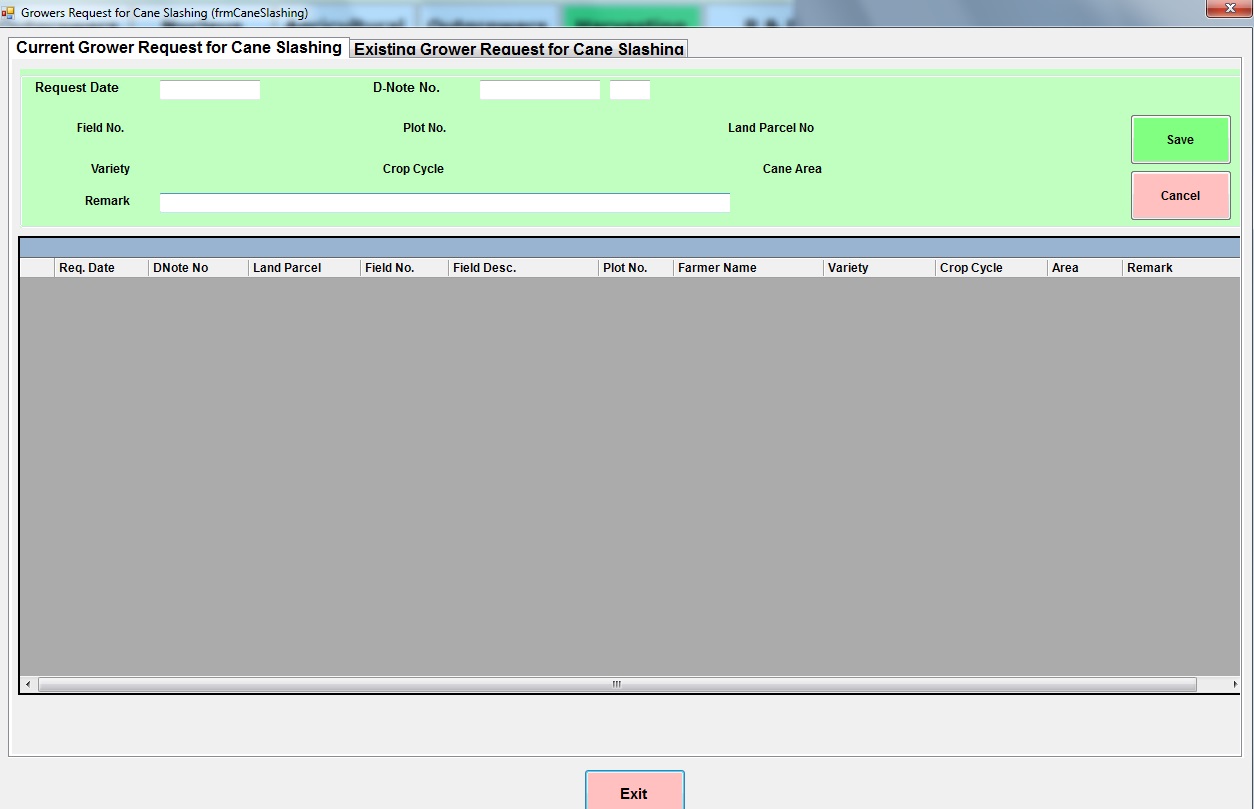 Growers Request for Cane Slashing (frmCaneSlashing)
Current Grower Request for Cane Slashing Existing Grower Request for Cane Slashing
Request Date D-Note No.
Field No. Plot No. Land Parcel No
Save
Variety Crop Cycle Cane Area
Remark Cancel
Req. Date DNote No Land Parcel Field No. Field Desc. Plot No. Farmer Name Variety Crop Cycle Area Remark
Exit